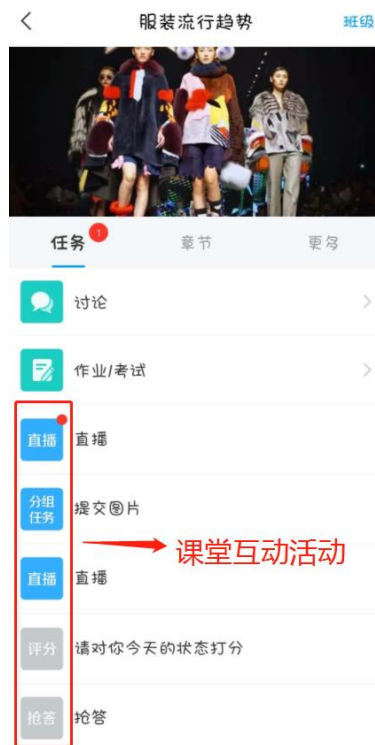 服装流行趋势 班级
任务 1 章节 更多
讨论
作业/考试
直播 直播
分组
任务
提交图片
课堂互动活动
直播 直播
评分 请对你今天的状态打分
抢答 抢答